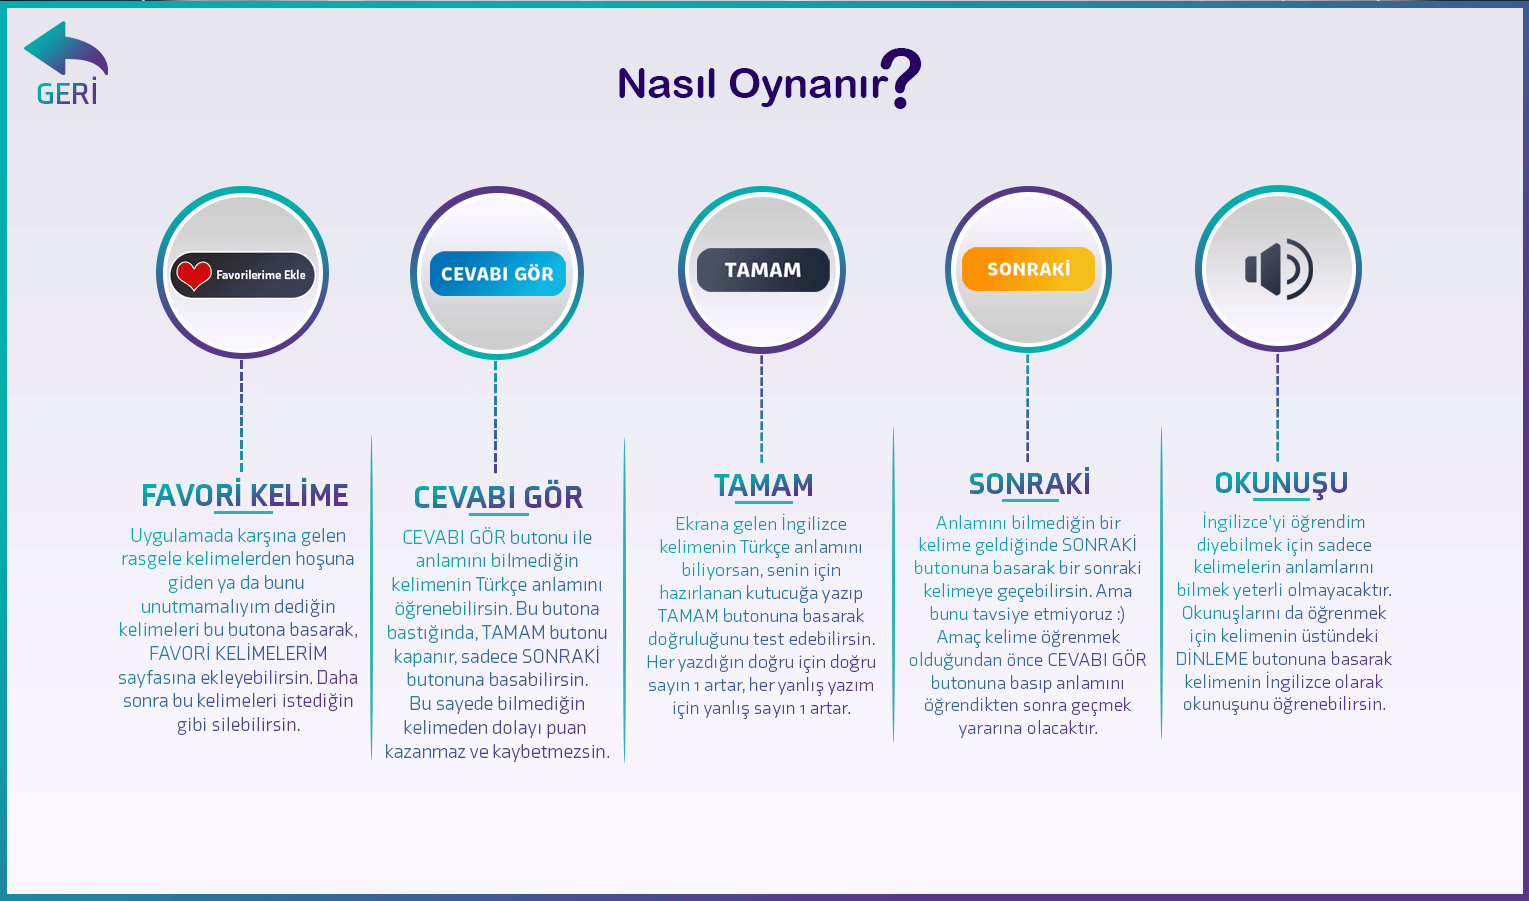 GERİ
Nasıl Oynanır?
Favorilerime Ekle
CEVABI GÖR
TAMAM
SONRAKİ
FAVORİ KELİME
Uygulamada karşına gelen
rasgele kelimelerden hoşuna
giden ya da bunu
unutmamalıyım dediğin
kelimeleri bu butona basarak,
FAVORİ KELİMELERİM
sayfasına ekleyebilirsin. Daha
sonra bu kelimeleri istediğin
gibi silebilirsin.
CEVABI GÖR
CEVABI GÖR butonu ile
anlamını bilmediğin
kelimenin Türkçe anlamını
öğrenebilirsin. Bu butona
bastığında, TAMAM butonu
kapanır, sadece SONRAKİ
butonuna basabilirsin.
Bu sayede bilmediğin
kelimeden dolayı puan
kazanmaz ve kaybetmezsin.
TAMAM
Ekrana gelen İngilizce
kelimenin Türkçe anlamını
biliyorsan, senin için
hazırlanan kutucuğa yazıp
TAMAM butonuna basarak
doğruluğunu test edebilirsin.
Her yazdığın doğru için doğru
sayın 1 artar, her yanlış yazım
için yanlış sayın 1 artar.
SONRAKİ
Anlamını bilmediğin bir
kelime geldiğinde SONRAKİ
butonuna basarak bir sonraki
kelimeye geçebilirsin. Ama
bunu tavsiye etmiyoruz :)
Amaç kelime öğrenmek
olduğundan önce CEVABI GÖR
butonuna basıp anlamını
öğrendikten sonra geçmek
yararına olacaktır.
OKUNUŞU
İngilizce'yi öğrendim
diyebilmek için sadece
kelimelerin anlamlarını
bilmek yeterli olmayacaktır.
Okunuşlarını da öğrenmek
için kelimenin üstündeki
DİNLEME butonuna basarak
kelimenin İngilizce olarak
okunuşunu öğrenebilirsin.